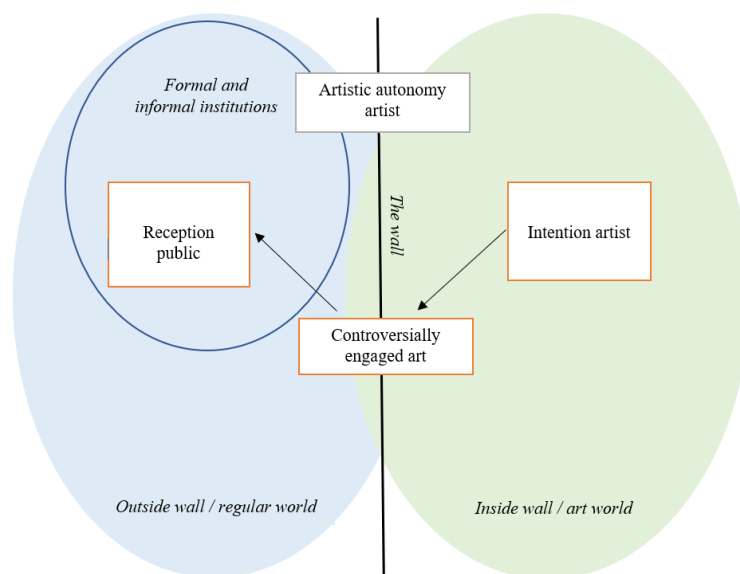 Formal and
informal institutions
Artistic autonomy
artist
Reception
public
The wall
Intention artist
Controversially
engaged art
Outside wall / regular world
Inside wall / art world